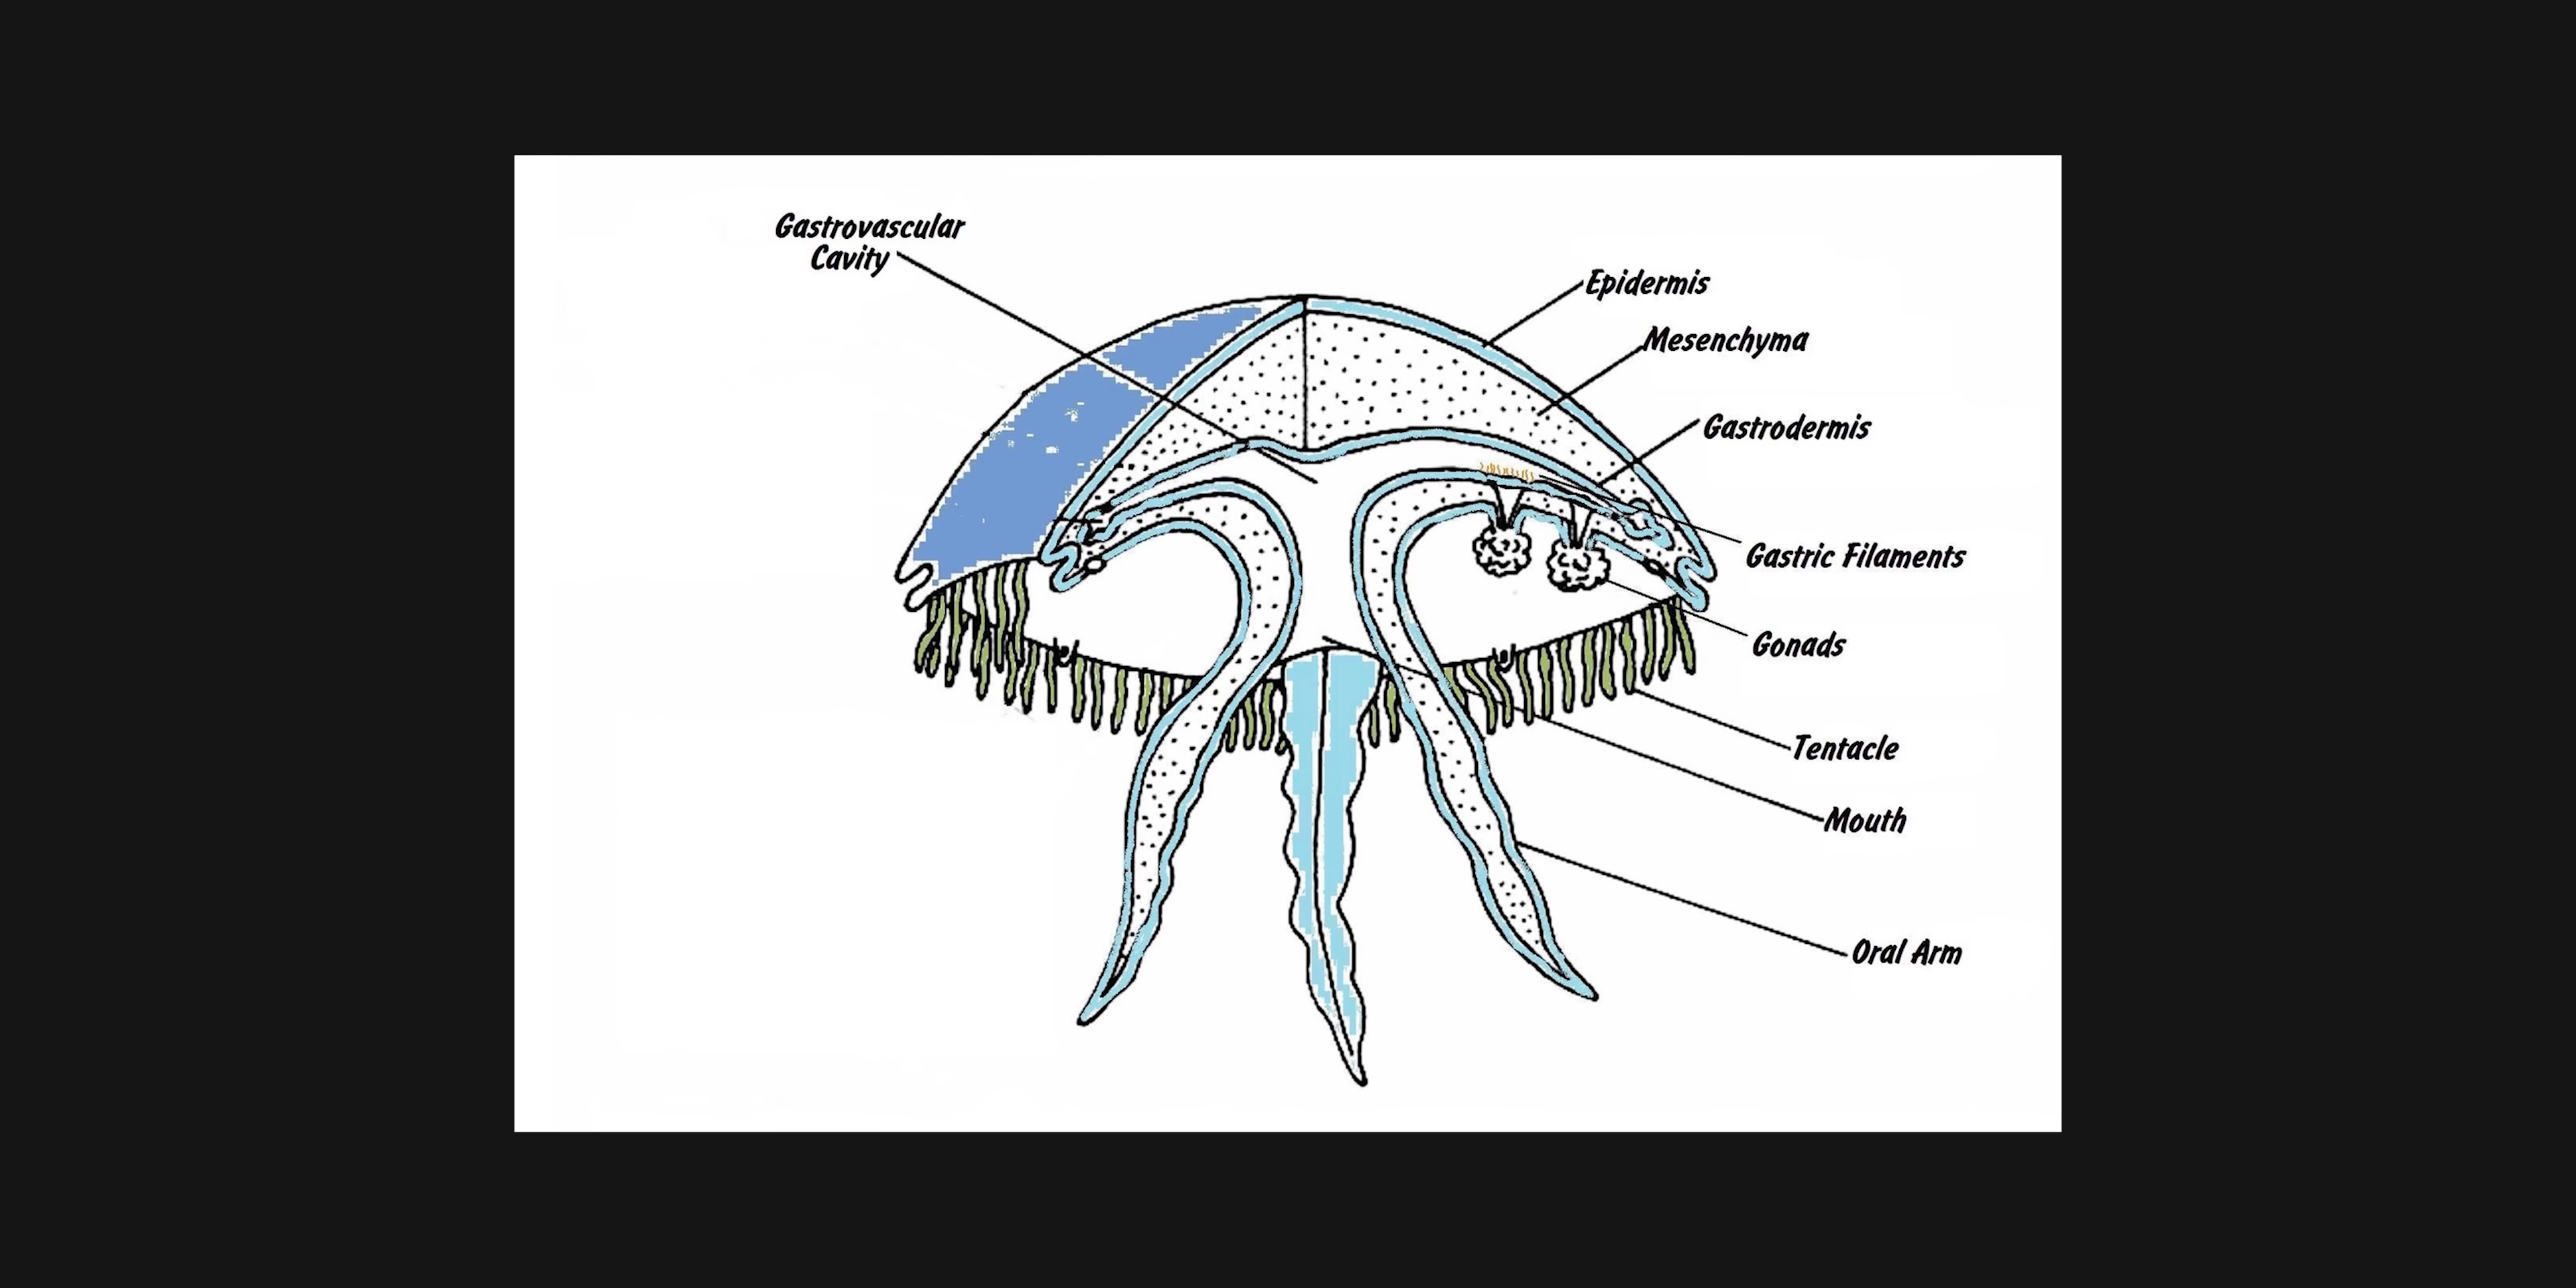 Gastrovascular
Cavity
Epidermis
Mesenchyma
Gastrodermis
Gastric Filaments
Gonads
Tentacle
Mouth
Oral Arm